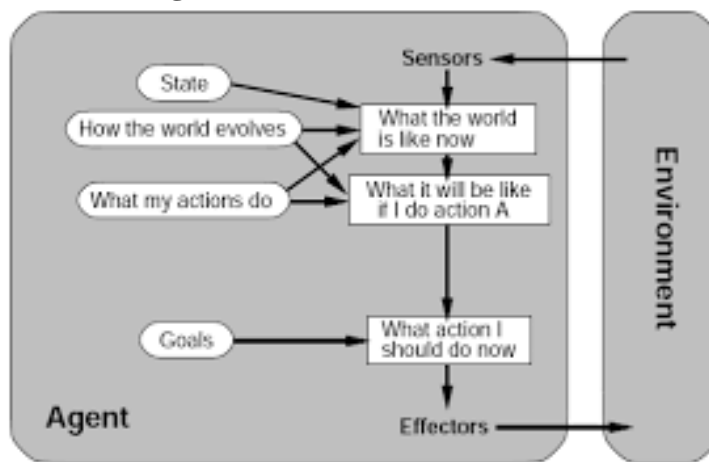 Sensors
State
What the world
is like now
How the world evolves
What my actions do
What it will be like
if I do action A
Goals
What action I
should do now
Agent
Effectors
Environment